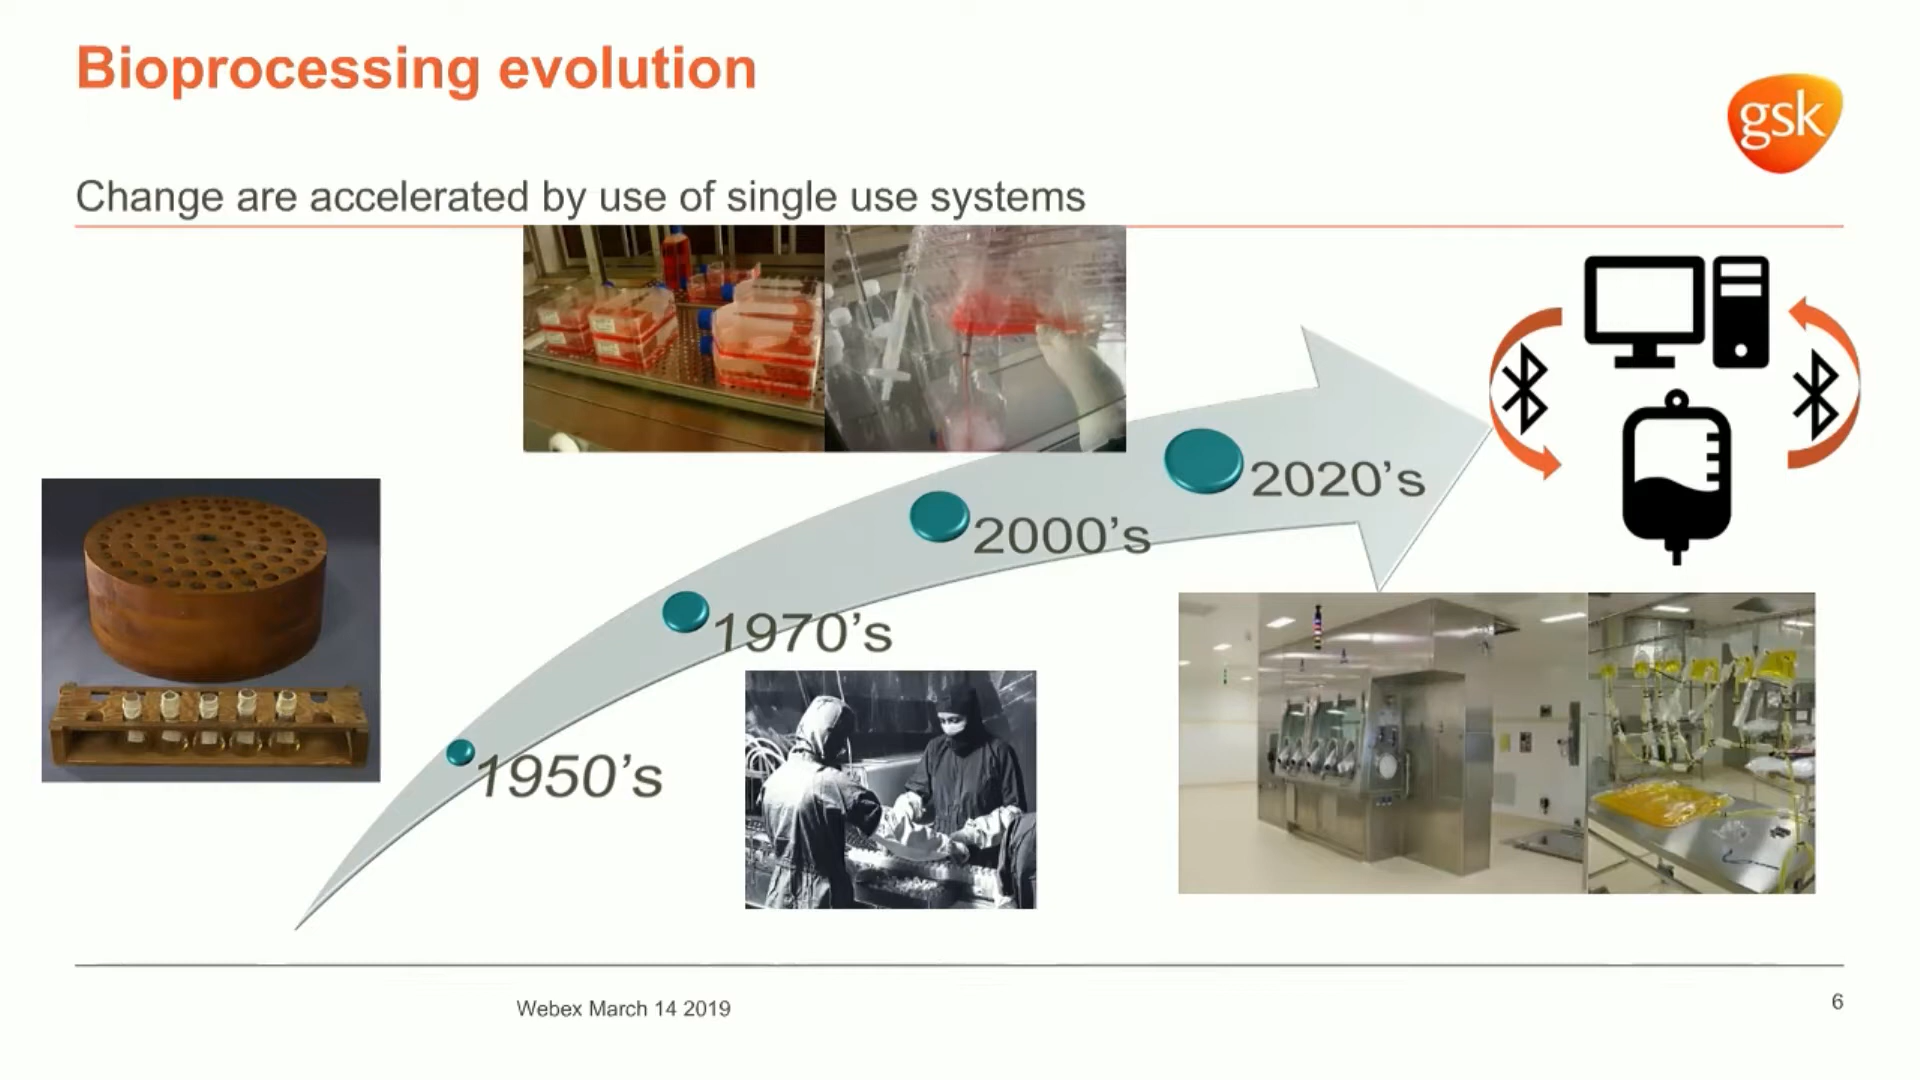 Bioprocessing evolution
gsk
Change are accelerated by use of single use systems
2020's
2000's
1970's
1950's
Webex March 14 2019
6